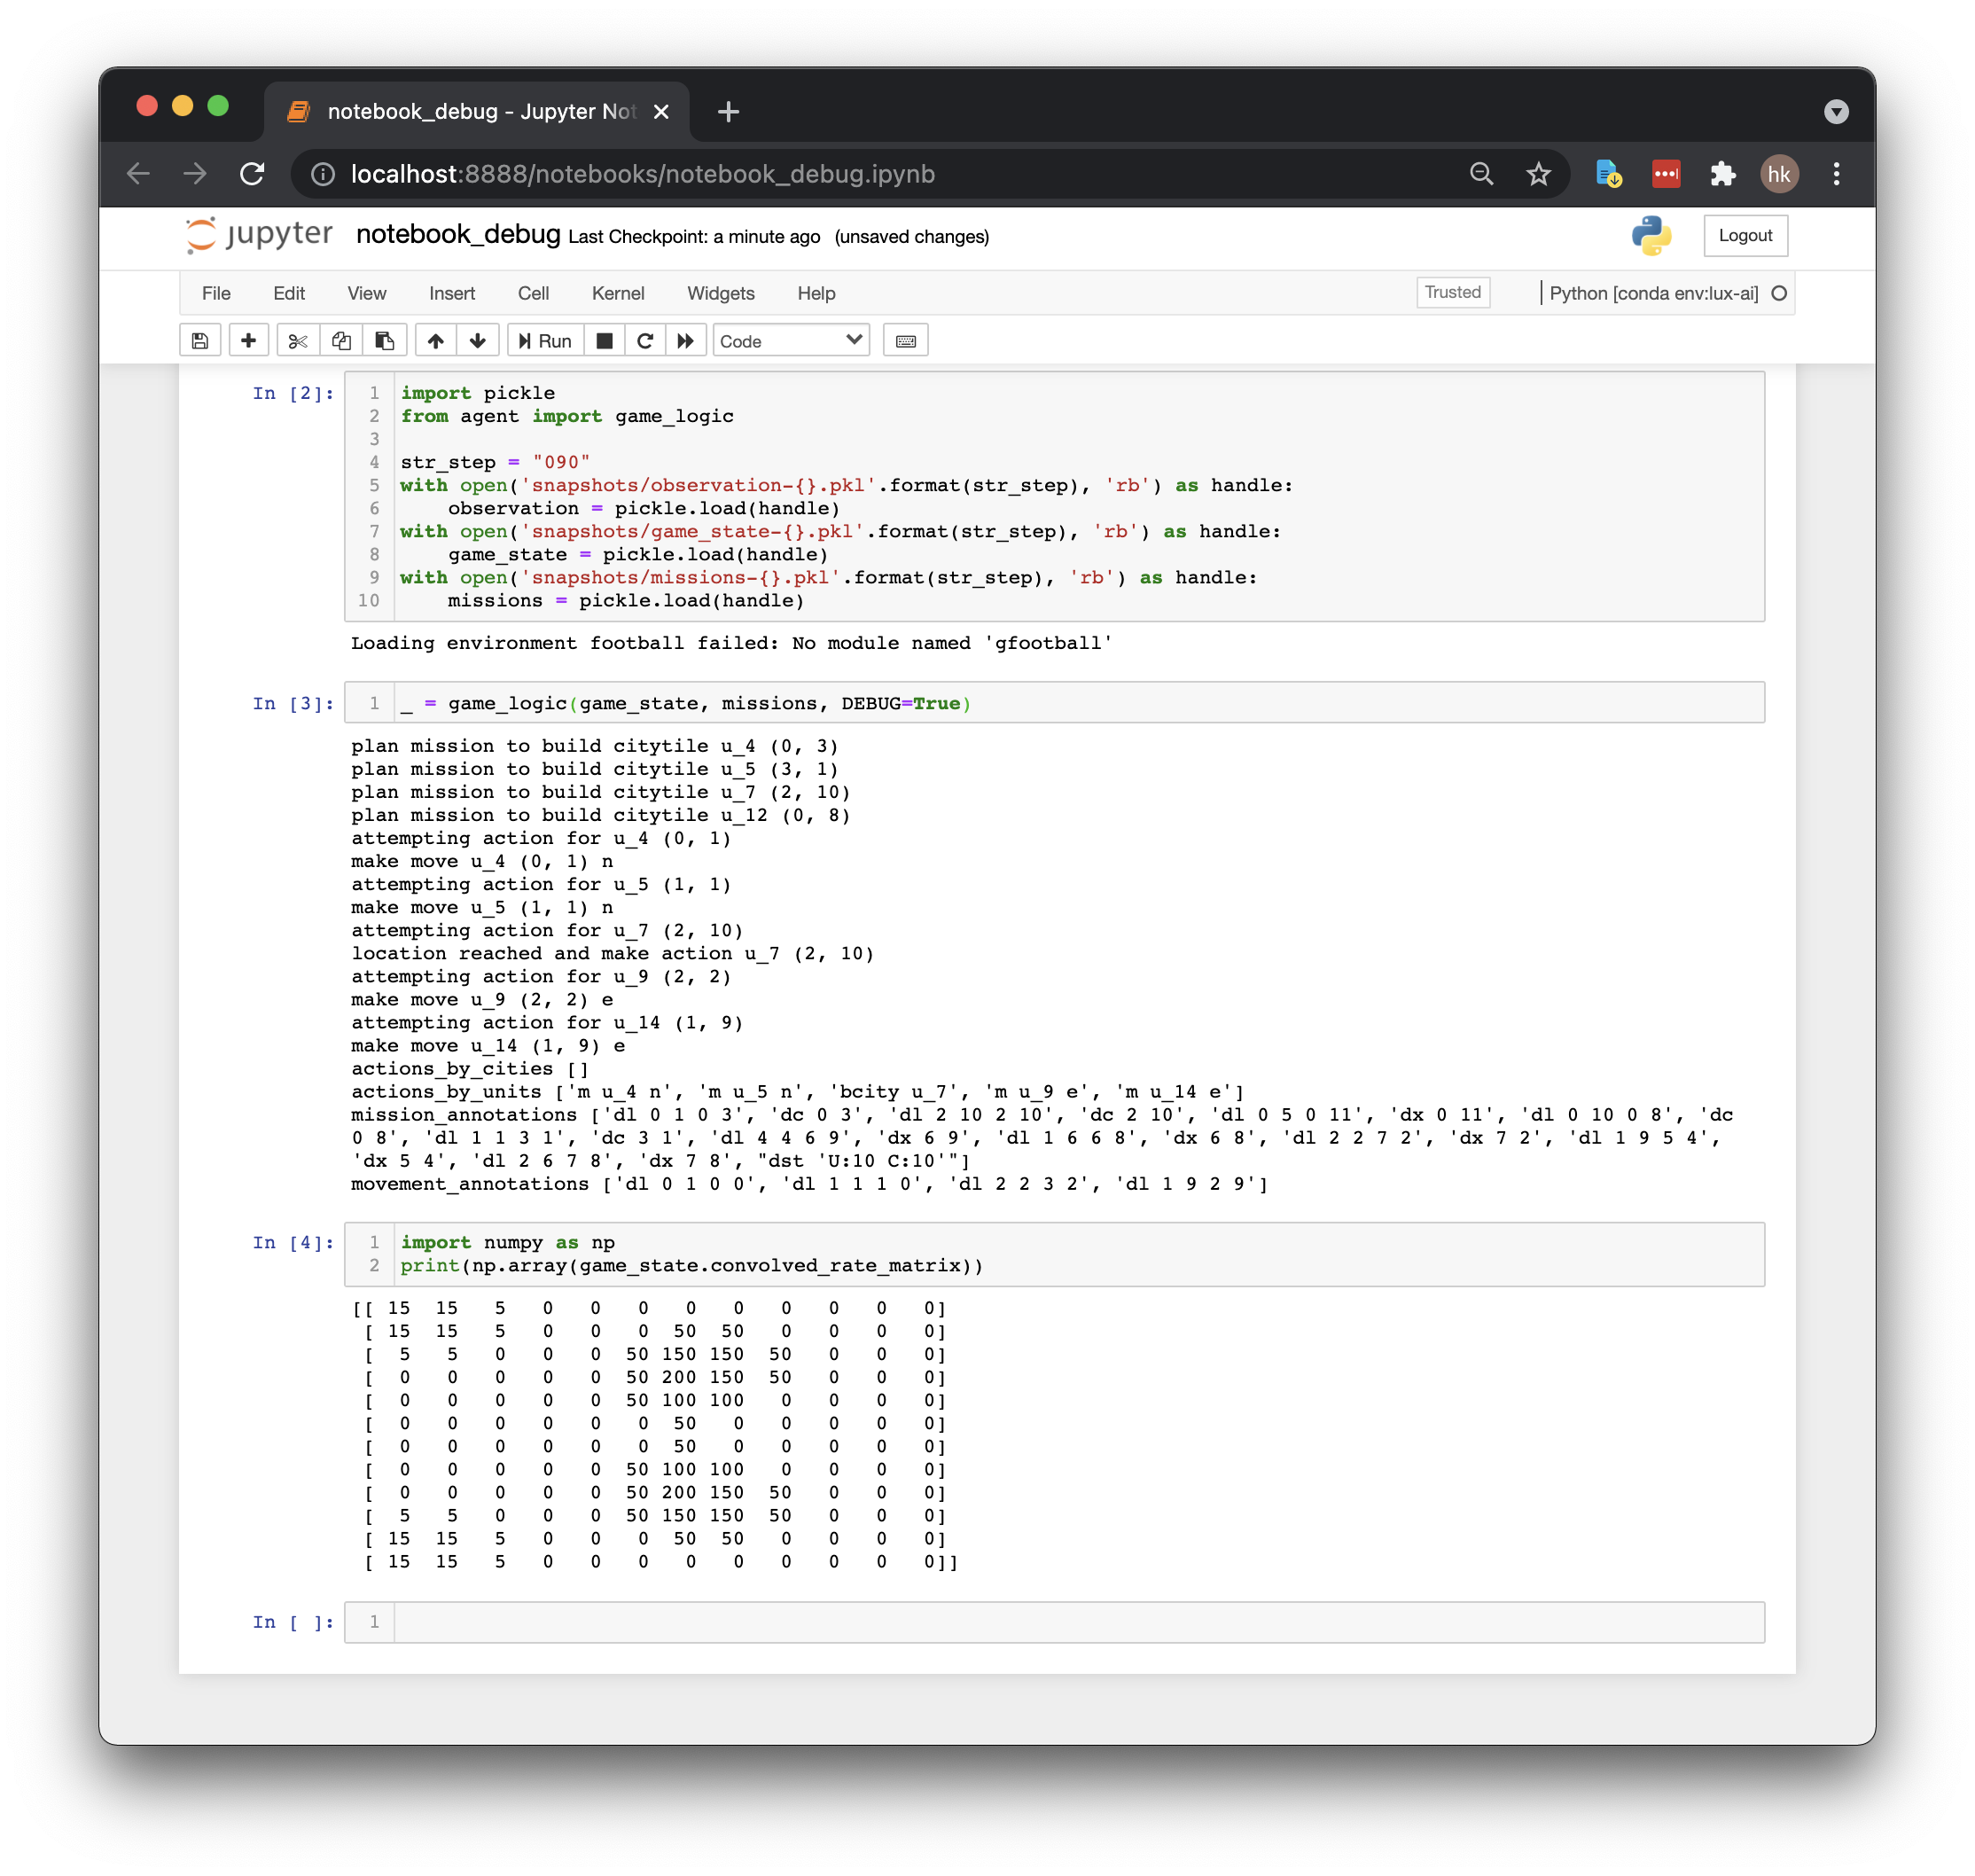 notebook_debug - Jupyter Not
localhost:8888/notebooks/notebook_debug.ipynb
hk
jupyter notebook_debug Last Checkpoint: a minute ago (unsaved changes)
Logout
File Edit View Insert Cell Kernel Widgets Help Trusted Python [conda env:lux-ai]
Run Code
In [2]:
1 import pickle
2 from agent import game_logic
3
4 str_step = "090"
5 with open('snapshots/observation-{}.pkl'.format(str_step), 'rb') as handle:
6     observation = pickle.load(handle)
7 with open('snapshots/game_state-{}.pkl'.format(str_step), 'rb') as handle:
8     game_state = pickle.load(handle)
9 with open('snapshots/missions-{}.pkl'.format(str_step), 'rb') as handle:
10     missions = pickle.load(handle)
Loading environment football failed: No module named 'gfootball'
In [3]:
1 _ = game_logic(game_state, missions, DEBUG=True)
plan mission to build citytile u_4 (0, 3)
plan mission to build citytile u_5 (3, 1)
plan mission to build citytile u_7 (2, 10)
plan mission to build citytile u_12 (0, 8)
attempting action for u_4 (0, 1)
make move u_4 (0, 1) n
attempting action for u_5 (1, 1)
make move u_5 (1, 1) n
attempting action for u_7 (2, 10)
location reached and make action u_7 (2, 10)
attempting action for u_9 (2, 2)
make move u_9 (2, 2) e
attempting action for u_14 (1, 9)
make move u_14 (1, 9) e
actions_by_cities []
actions_by_units ['m u_4 n', 'm u_5 n', 'bcity u_7', 'm u_9 e', 'm u_14 e']
mission_annotations ['dl 0 1 0 3', 'dc 0 3', 'dl 2 10 2 10', 'dc 2 10', 'dl 0 5 0 11', 'dx 0 11', 'dl 0 10 0 8', 'dc
0 8', 'dl 1 1 3 1', 'dc 3 1', 'dl 4 4 6 9', 'dx 6 9', 'dl 1 6 6 8', 'dx 6 8', 'dl 2 2 7 2', 'dx 7 2', 'dl 1 9 5 4',
'dx 5 4', 'dl 2 6 7 8', 'dx 7 8', "dst 'U:10 C:10'"]
movement_annotations ['dl 0 1 0 0', 'dl 1 1 1 0', 'dl 2 2 3 2', 'dl 1 9 2 9']
In [4]:
1 import numpy as np
2 print(np.array(game_state.convolved_rate_matrix))
[[ 15  15   5   0   0   0   0   0   0   0   0   0]
 [ 15  15   5   0   0   0  50  50   0   0   0   0]
 [  5   5   0   0   0  50 150 150  50   0   0   0]
 [  0   0   0   0   0  50 200 150  50   0   0   0]
 [  0   0   0   0   0  50 100 100   0   0   0   0]
 [  0   0   0   0   0   0  50   0   0   0   0   0]
 [  0   0   0   0   0   0  50   0   0   0   0   0]
 [  0   0   0   0   0  50 100 100   0   0   0   0]
 [  0   0   0   0   0  50 200 150  50   0   0   0]
 [  5   5   0   0   0  50 150 150  50   0   0   0]
 [ 15  15   5   0   0   0  50  50   0   0   0   0]
 [ 15  15   5   0   0   0   0   0   0   0   0   0]]
In [ ]:
1